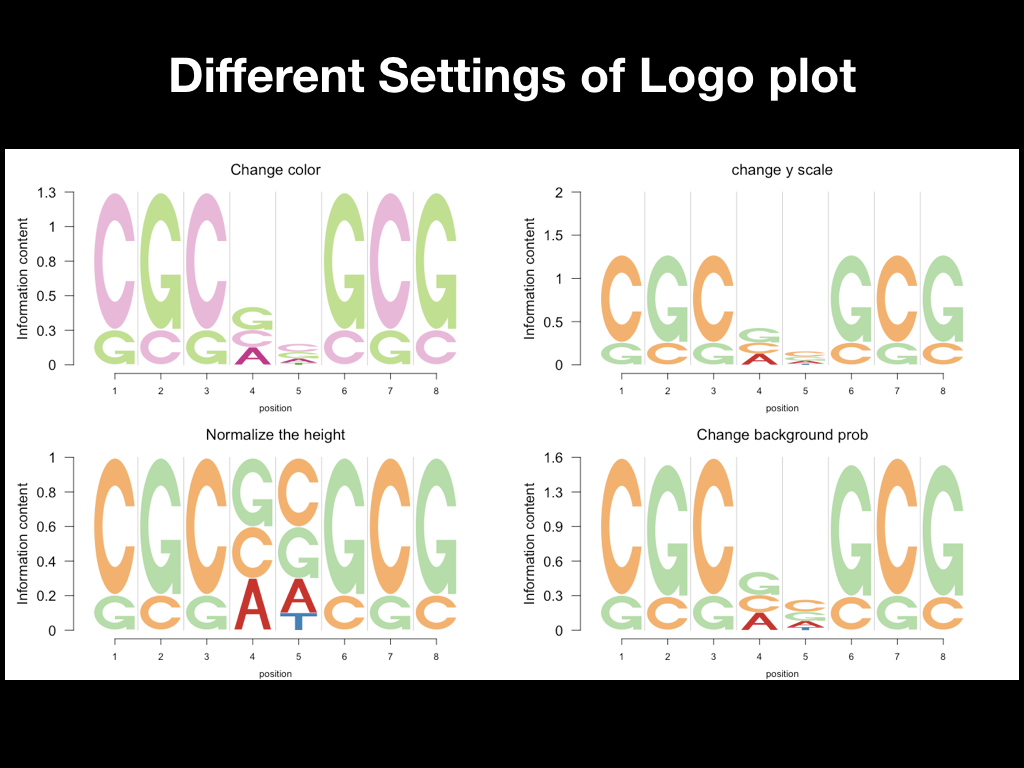 Different Settings of Logo plot
Change color
Information content
1.3
1
0.8
0.5
0.3
0
C G C G G C G
G C G C C C G C
A A
1 2 3 4 5 6 7 8
position
change y scale
Information content
2
1.5
1
0.5
0
C G C G G C G
G C G C C C G C
A A
1 2 3 4 5 6 7 8
position
Normalize the height
Information content
1
0.8
0.6
0.4
0.2
0
C G C G C G C G
C G
G C G A A C G C
T
1 2 3 4 5 6 7 8
position
Change background prob
Information content
1.6
1.3
0.9
0.6
0.3
0
C G C G G C G
G C G C C C G C
A G
A
T
1 2 3 4 5 6 7 8
position